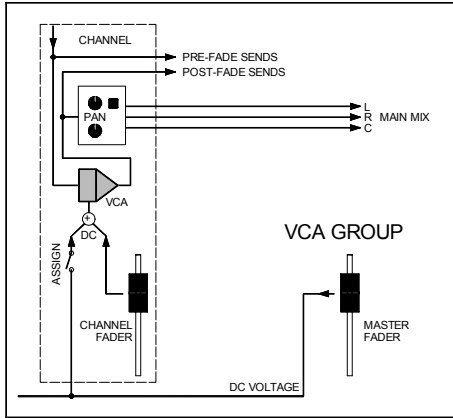 CHANNEL
PRE-FADE SENDS
POST-FADE SENDS
PAN
L
R MAIN MIX
C
VCA
+
DC
ASSIGN
VCA GROUP
CHANNEL
FADER
MASTER
FADER
DC VOLTAGE